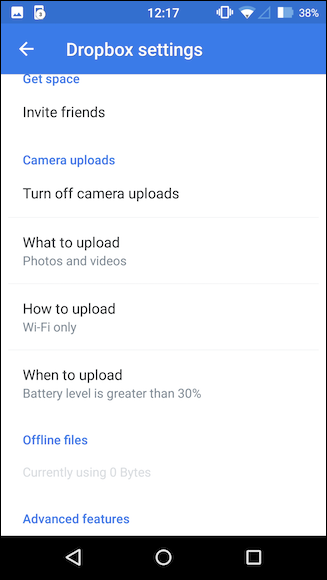 3
12:17
38%
Dropbox settings
Get space
Invite friends
Camera uploads
Turn off camera uploads
What to upload
Photos and videos
How to upload
Wi-Fi only
When to upload
Battery level is greater than 30%
Offline files
Currently using 0 Bytes
Advanced features